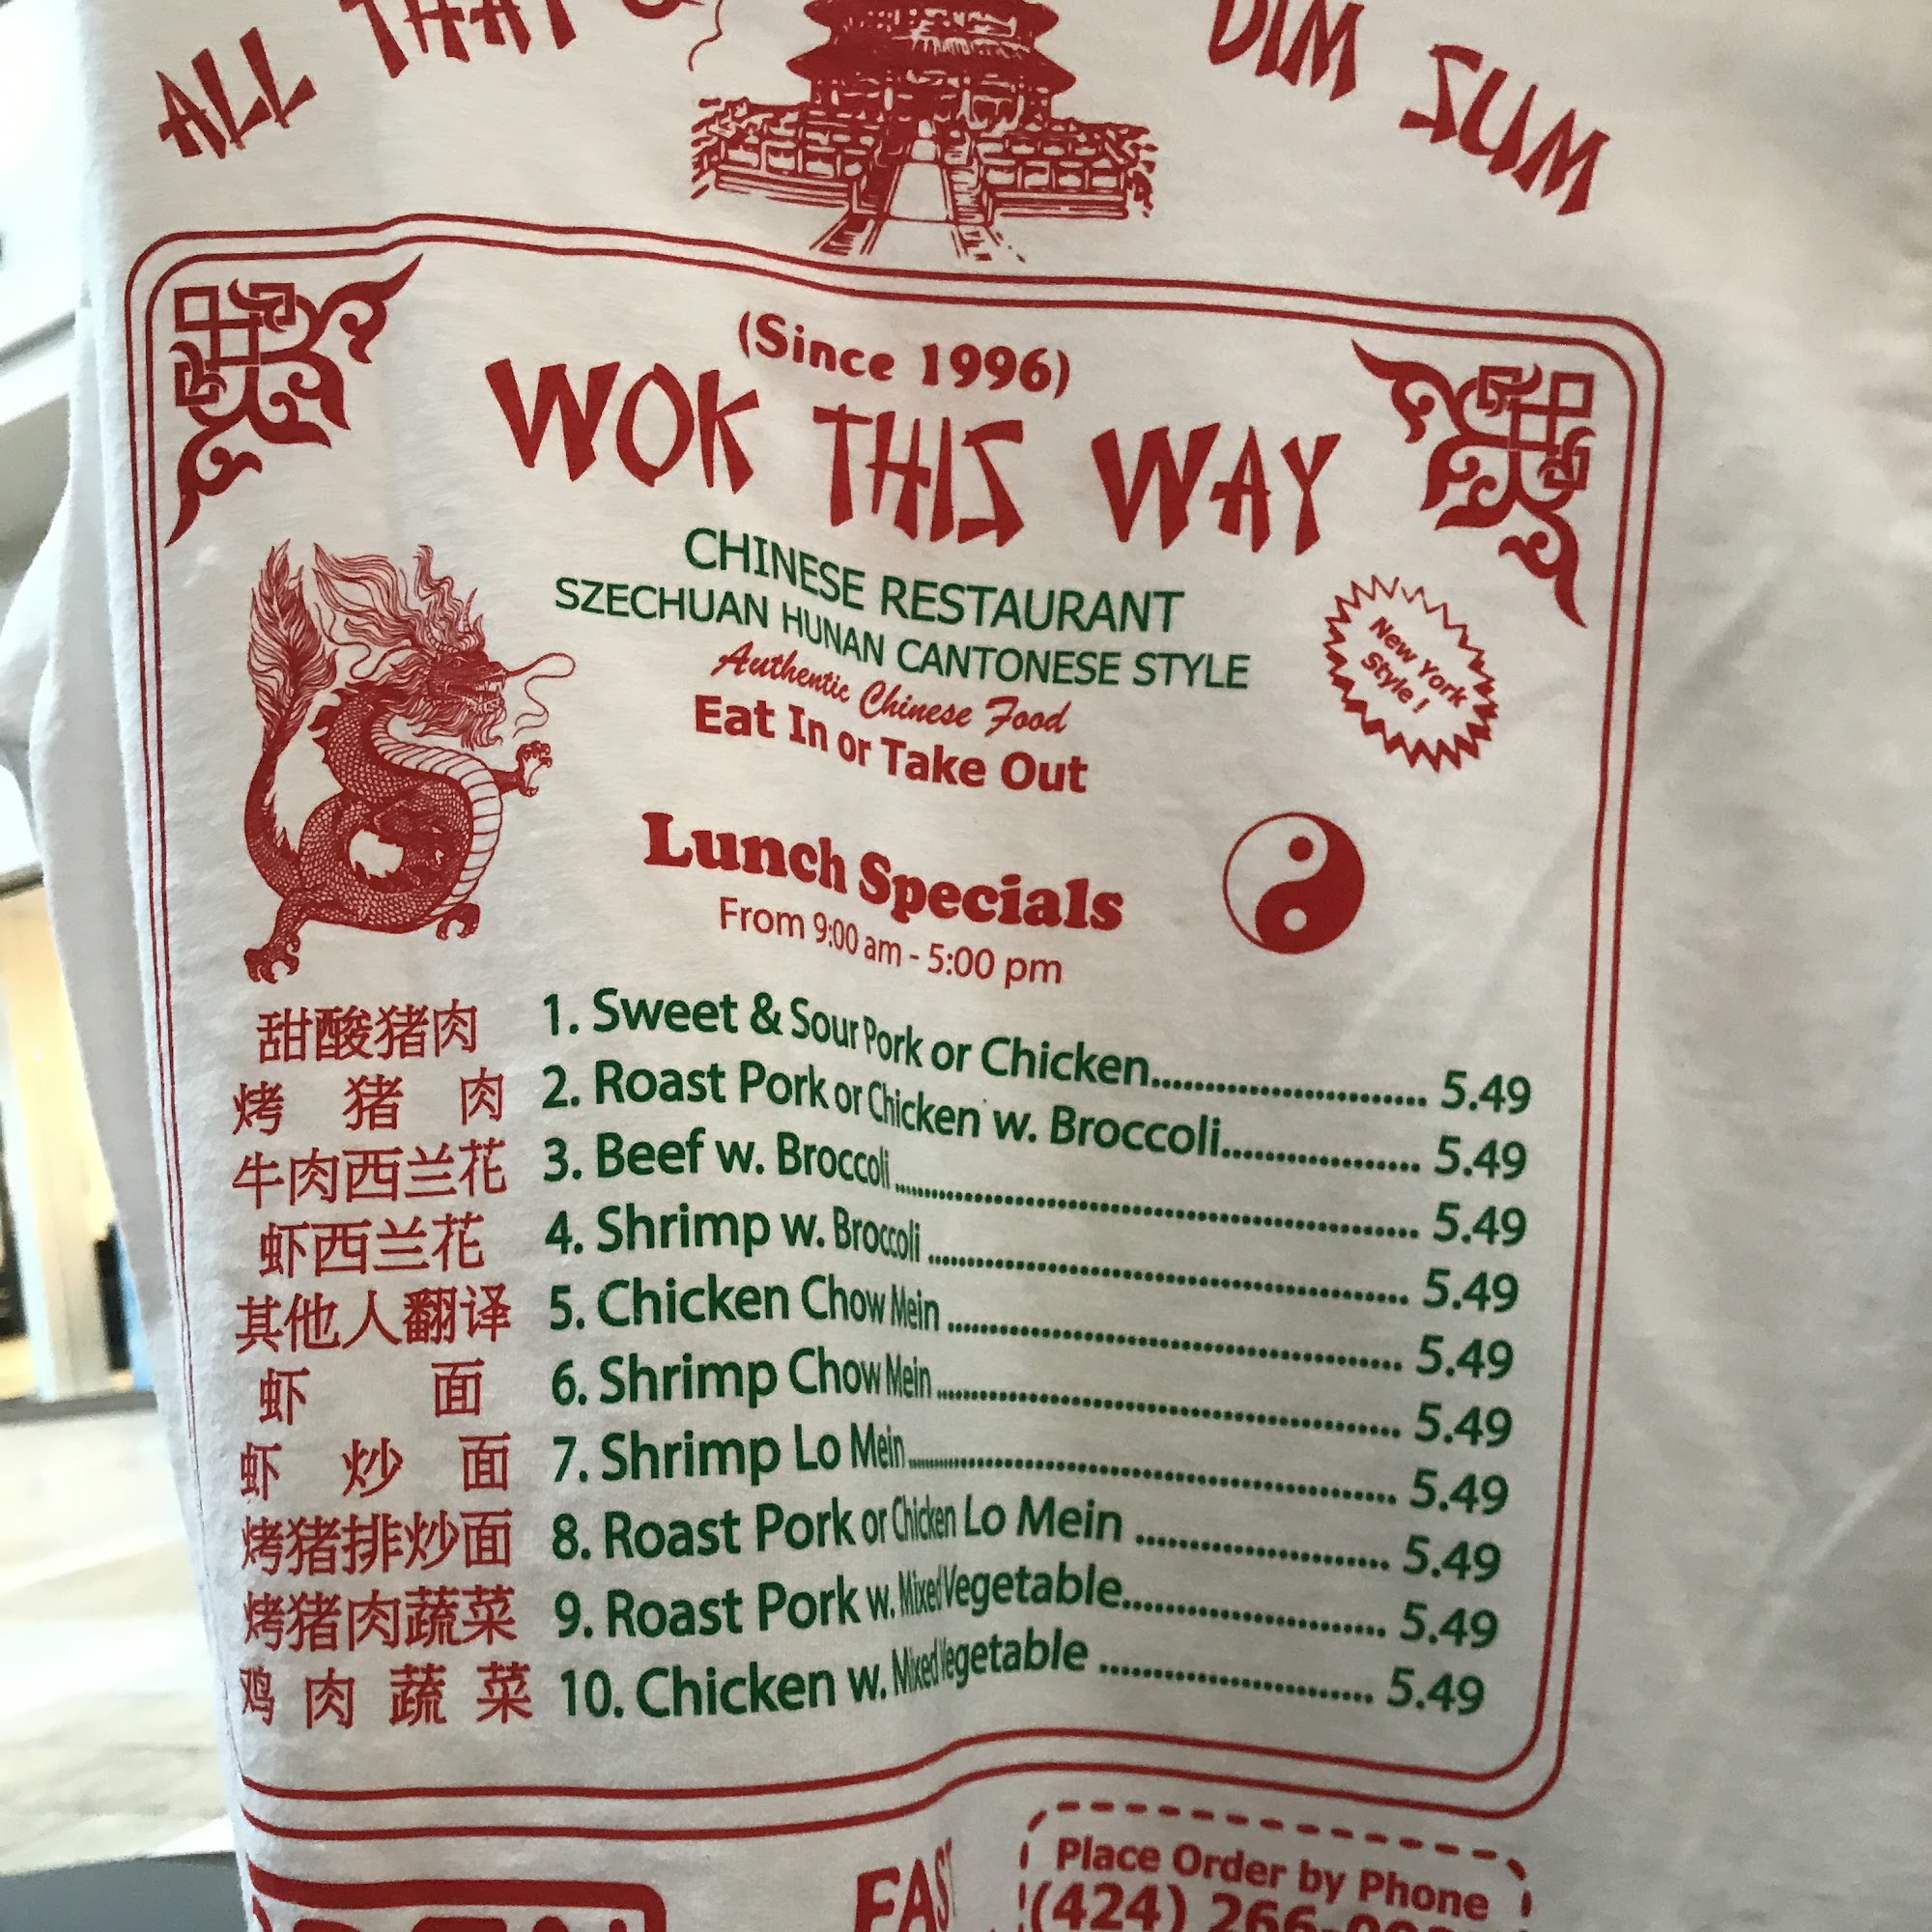 ALL THAT & DIM SUM
(Since 1996)
WOK THIS WAY
CHINESE RESTAURANT
SZECHUAN HUNAN CANTONESE STYLE
Authentic Chinese Food
Eat In or Take Out
New York
Style !
Lunch Specials
From 9:00 am - 5:00 pm
甜酸猪肉 1. Sweet & Sour Pork or Chicken 5.49
烤猪肉 2. Roast Pork or Chicken w. Broccoli 5.49
牛肉西兰花 3. Beef w. Broccoli 5.49
虾西兰花 4. Shrimp w. Broccoli 5.49
其他人翻译 5. Chicken Chow Mein 5.49
虾面 6. Shrimp Chow Mein 5.49
虾炒面 7. Shrimp Lo Mein 5.49
烤猪排炒面 8. Roast Pork or Chicken Lo Mein 5.49
烤猪肉蔬菜 9. Roast Pork w. Mixed Vegetable 5.49
鸡肉蔬菜 10. Chicken w. Mixed Vegetable 5.49
Place Order by Phone
(424) 266-